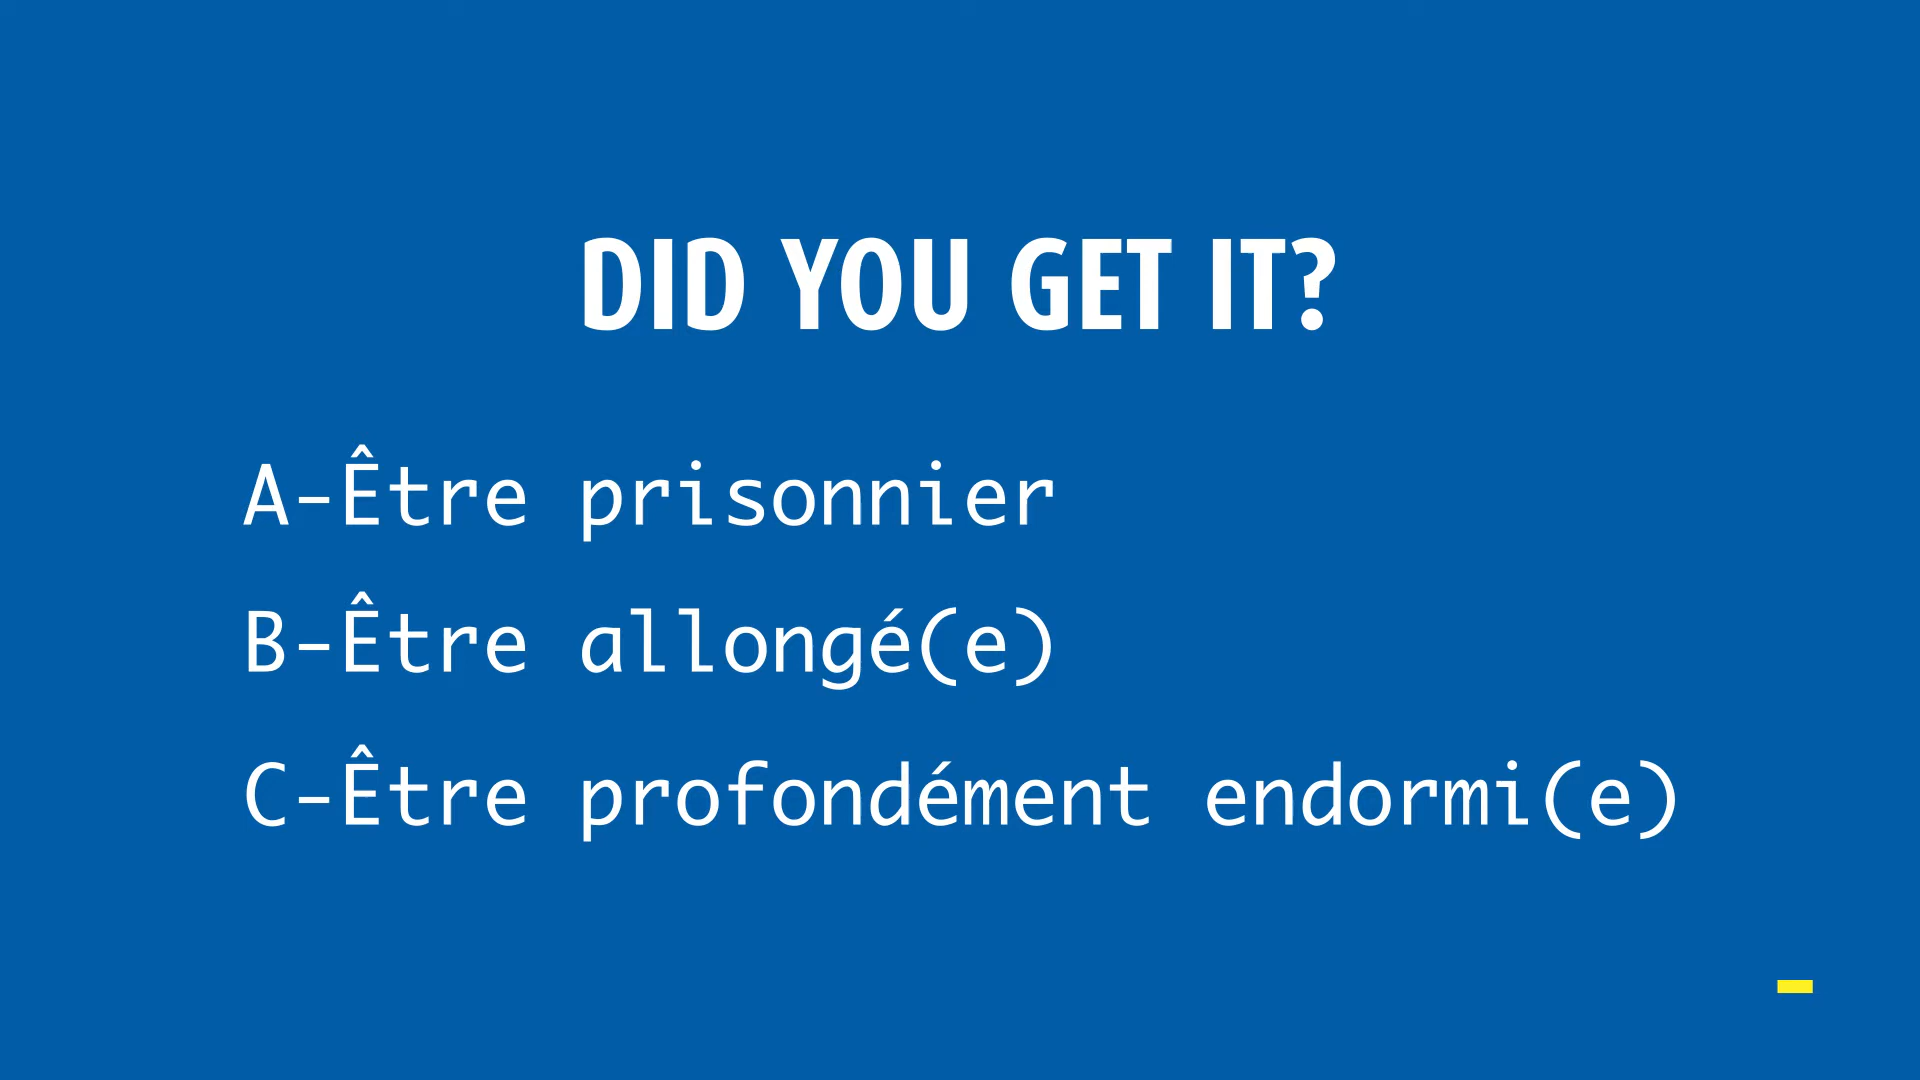 DID YOU GET IT?
A-Être prisonnier
B-Être allongé(e)
C-Être profondément endormi(e)